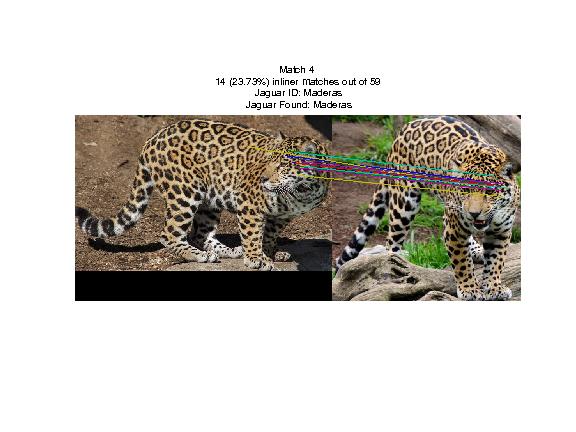 Match 4
14 (23.73%) inliner matches out of 59
Jaguar ID: Maderas
Jaguar Found: Maderas